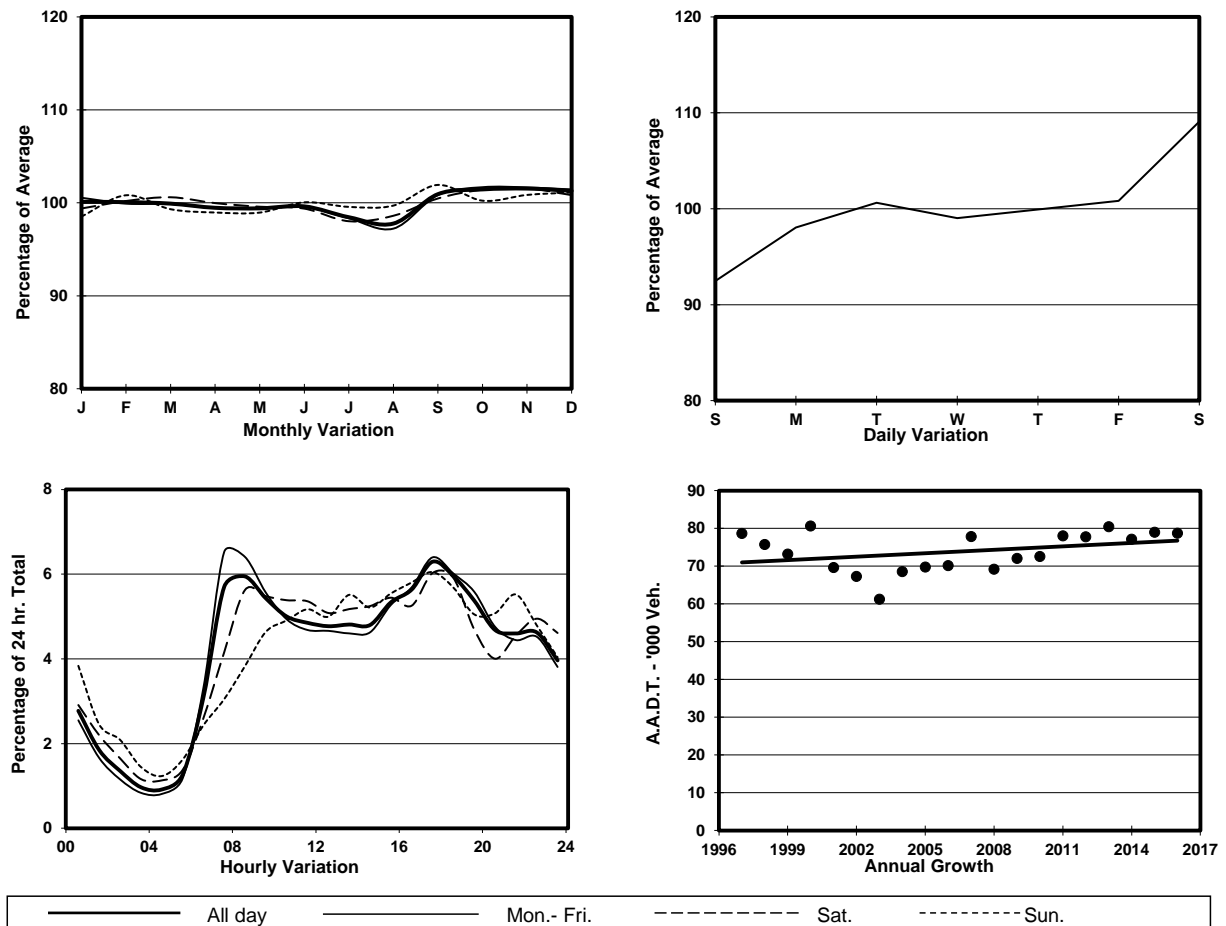 120
110
100
90
80
Percentage of Average
J F M A M J J A S O N D
Monthly Variation
120
110
100
90
80
Percentage of Average
S M T W T F S
Daily Variation
8
6
4
2
0
Percentage of 24 hr. Total
00 04 08 12 16 20 24
Hourly Variation
90
80
70
60
50
40
30
20
10
0
A.A.D.T. - '000 Veh.
1996 1999 2002 2005 2008 2011 2014 2017
Annual Growth
All day Mon.- Fri. Sat. Sun.